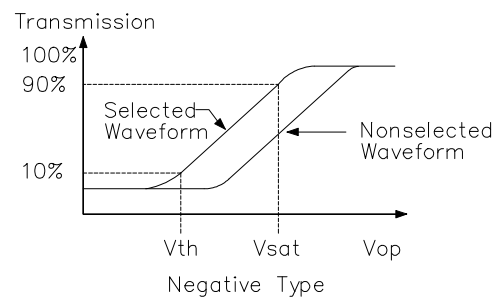 Transmission
100%
90%
Selected
Waveform
Nonselected
Waveform
10%
Vth
Vsat
Vop
Negative Type